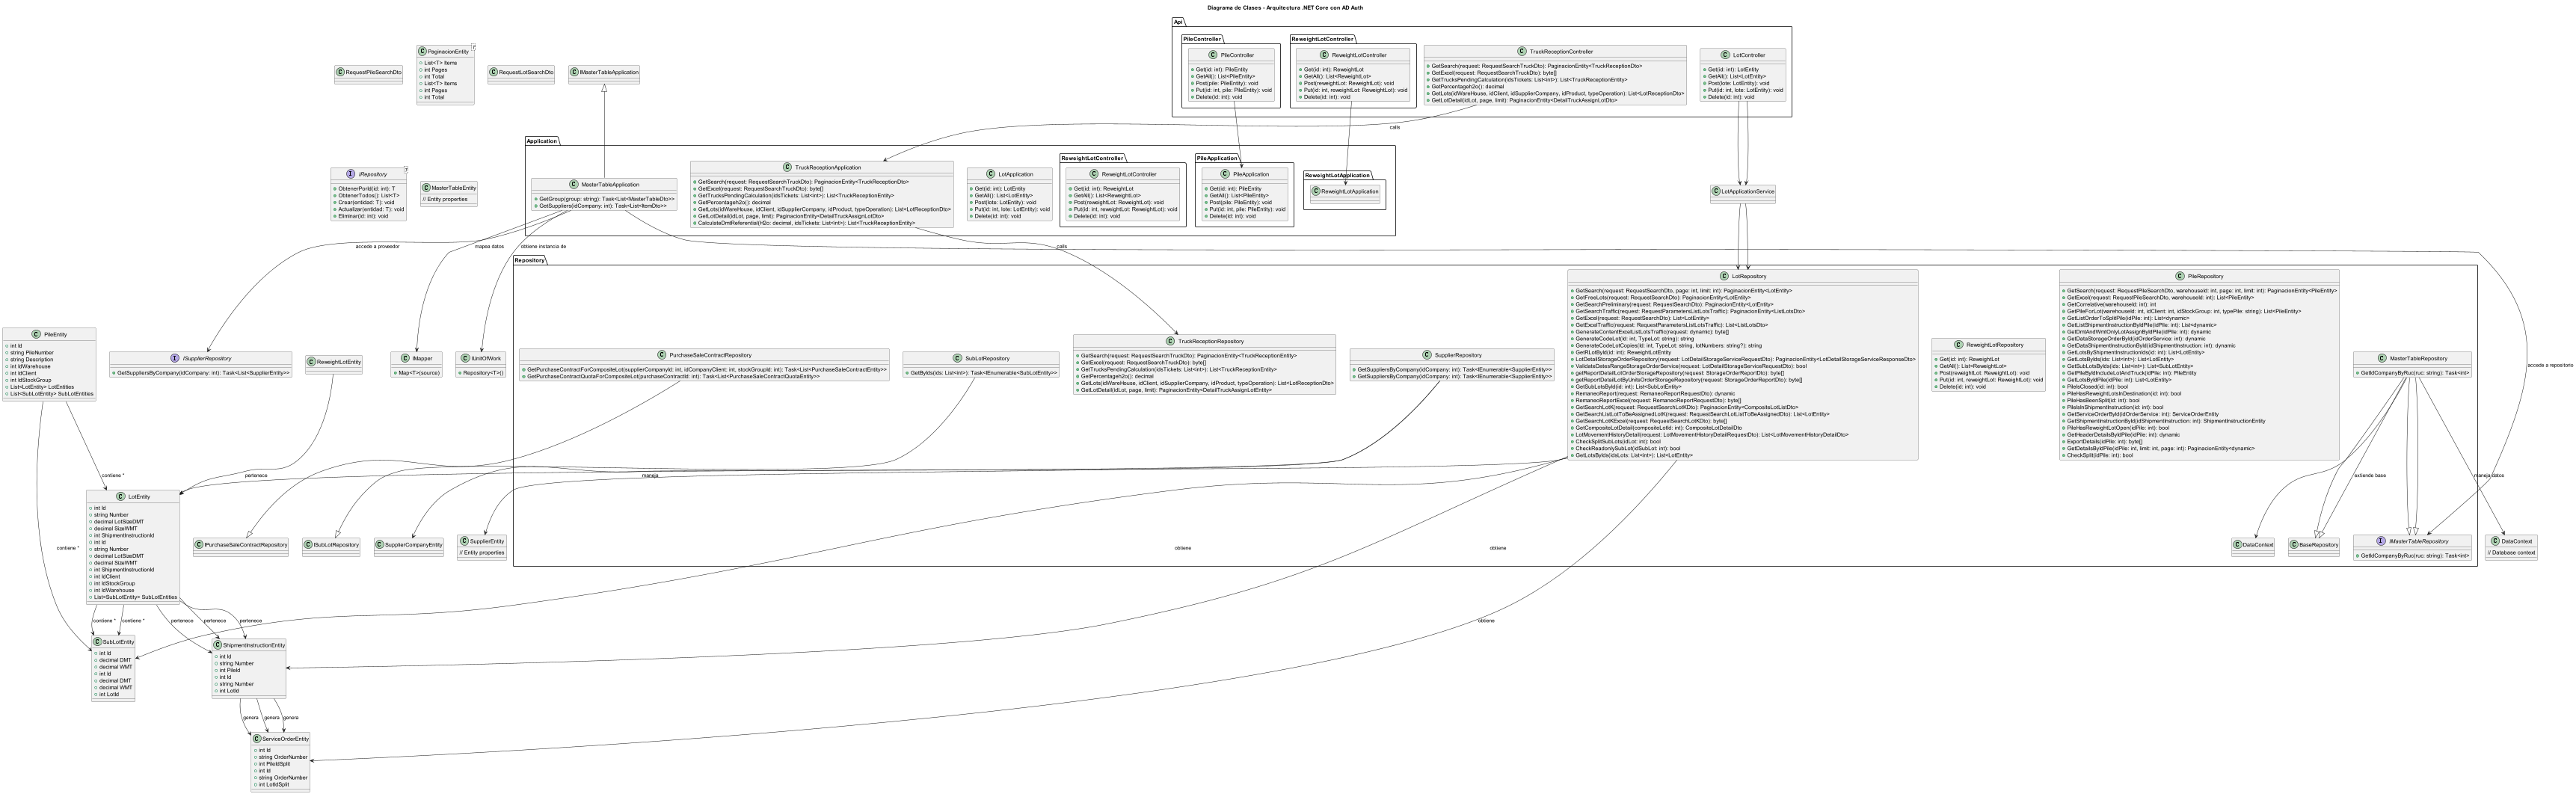 Diagrama de Clases - Arquitectura .NET Core con AD Auth
Api
PileController
PileController
Get(id: int): PileEntity
GetAll(): List<PileEntity>
Post(pile: PileEntity): void
Put(id: int, pile: PileEntity): void
Delete(id: int): void
ReweightLotController
ReweightLotController
Get(id: int): ReweightLot
GetAll(): List<ReweightLot>
Post(reweightLot: ReweightLot): void
Put(id: int, reweightLot: ReweightLot): void
Delete(id: int): void
TruckReceptionController
GetSearch(request: RequestSearchTruckDto): PaginacionEntity<TruckReceptionDto>
GetExcel(request: RequestSearchTruckDto): byte[]
GetTrucksPendingCalculation(idsTickets: List<int>): List<TruckReceptionEntity>
GetPercentageh2o(): decimal
GetLots(idWareHouse, idClient, idSupplierCompany, idProduct, typeOperation): List<LotReceptionDto>
GetLotDetail(idLot, page, limit): PaginacionEntity<DetailTruckAssignLotDto>
LotController
Get(id: int): LotEntity
GetAll(): List<LotEntity>
Post(lote: LotEntity): void
Put(id: int, lote: LotEntity): void
Delete(id: int): void
RequestPileSearchDto
PaginacionEntity
T
List<T> Items
int Pages
int Total
List<T> Items
int Pages
int Total
RequestLotSearchDto
IMasterTableApplication
calls
Application
IRepository
T
ObtenerPorId(id: int): T
ObtenerTodos(): List<T>
Crear(entidad: T): void
Actualizar(entidad: T): void
Eliminar(id: int): void
MasterTableEntity
// Entity properties
MasterTableApplication
GetGroup(group: string): Task<List<MasterTableDto>>
GetSuppliers(idCompany: int): Task<List<ItemDto>>
TruckReceptionApplication
GetSearch(request: RequestSearchTruckDto): PaginacionEntity<TruckReceptionDto>
GetExcel(request: RequestSearchTruckDto): byte[]
GetTrucksPendingCalculation(idsTickets: List<int>): List<TruckReceptionEntity>
GetPercentageh2o(): decimal
GetLots(idWareHouse, idClient, idSupplierCompany, idProduct, typeOperation): List<LotReceptionDto>
GetLotDetail(idLot, page, limit): PaginacionEntity<DetailTruckAssignLotDto>
CalculateDmtReferential(H2o: decimal, idsTickets: List<int>): List<TruckReceptionEntity>
LotApplication
Get(id: int): LotEntity
GetAll(): List<LotEntity>
Post(lote: LotEntity): void
Put(id: int, lote: LotEntity): void
Delete(id: int): void
ReweightLotController
ReweightLotController
Get(id: int): ReweightLot
GetAll(): List<ReweightLot>
Post(reweightLot: ReweightLot): void
Put(id: int, reweightLot: ReweightLot): void
Delete(id: int): void
PileApplication
PileApplication
Get(id: int): PileEntity
GetAll(): List<PileEntity>
Post(pile: PileEntity): void
Put(id: int, pile: PileEntity): void
Delete(id: int): void
ReweightLotApplication
ReweightLotApplication
LotApplicationService
accede a proveedor
mapea datos
obtiene instancia de
calls
Repository
PileEntity
int Id
string PileNumber
string Description
int IdWarehouse
int IdClient
int IdStockGroup
List<LotEntity> LotEntities
List<SubLotEntity> SubLotEntities
ISupplierRepository
GetSuppliersByCompany(idCompany: int): Task<List<SupplierEntity>>
ReweightLotEntity
IMapper
Map<T>(source)
IUnitOfWork
Repository<T>()
PurchaseSaleContractRepository
GetPurchaseContractForCompositeLot(supplierCompanyId: int, idCompanyClient: int, stockGroupId: int): Task<List<PurchaseSaleContractEntity>>
GetPurchaseContractQuotaForCompositeLot(purchaseContractId: int): Task<List<PurchaseSaleContractQuotaEntity>>
SubLotRepository
GetByIds(ids: List<int>): Task<IEnumerable<SubLotEntity>>
TruckReceptionRepository
GetSearch(request: RequestSearchTruckDto): PaginacionEntity<TruckReceptionEntity>
GetExcel(request: RequestSearchTruckDto): byte[]
GetTrucksPendingCalculation(idsTickets: List<int>): List<TruckReceptionEntity>
GetPercentageh2o(): decimal
GetLots(idWareHouse, idClient, idSupplierCompany, idProduct, typeOperation): List<LotReceptionDto>
GetLotDetail(idLot, page, limit): PaginacionEntity<DetailTruckAssignLotEntity>
SupplierRepository
GetSuppliersByCompany(idCompany: int): Task<IEnumerable<SupplierEntity>>
GetSuppliersByCompany(idCompany: int): Task<IEnumerable<SupplierEntity>>
LotRepository
GetSearch(request: RequestSearchDto, page: int, limit: int): PaginacionEntity<LotEntity>
GetFreeLots(request: RequestSearchDto): PaginacionEntity<LotEntity>
GetSearchPreliminary(request: RequestSearchDto): PaginacionEntity<LotEntity>
GetSearchTraffic(request: RequestParametersListLotsTraffic): PaginacionEntity<ListLotsDto>
GetExcel(request: RequestSearchDto): List<LotEntity>
GetExcelTraffic(request: RequestParametersListLotsTraffic): List<ListLotsDto>
GenerateContentExcelListLotsTraffic(request: dynamic): byte[]
GenerateCodeLot(id: int, TypeLot: string): string
GenerateCodeLotCopies(id: int, TypeLot: string, lotNumbers: string?): string
GetRLotById(id: int): ReweightLotEntity
LotDetailStorageOrderRepository(request: LotDetailStorageServiceRequestDto): PaginacionEntity<LotDetailStorageServiceResponseDto>
ValidateDatesRangeStorageOrderService(request: LotDetailStorageServiceRequestDto): bool
getReportDetailLotOrderStorageRepository(request: StorageOrderReportDto): byte[]
getReportDetailLotByUnitsOrderStorageRepository(request: StorageOrderReportDto): byte[]
GetSubLotsById(id: int): List<SubLotEntity>
RemaneoReport(request: RemaneoReportRequestDto): dynamic
RemaneoReportExcel(request: RemaneoReportRequestDto): byte[]
GetSearchLotK(request: RequestSearchLotKDto): PaginacionEntity<CompositeLotListDto>
GetSearchListLotToBeAssignedLotK(request: RequestSearchLotToBeAssignedDto): List<LotEntity>
GetSearchLotKExcel(request: RequestSearchLotKDto): byte[]
GetCompositeLotDetail(compositeLotId: int): CompositeLotDetailDto
LotMovementHistoryDetail(request: LotMovementHistoryDetailRequestDto): List<LotMovementHistoryDetailDto>
CheckSplitSubLots(idLot: int): bool
CheckReadonlySubLot(idSubLot: int): bool
GetLotsByIds(idsLots: List<int>): List<LotEntity>
ReweightLotRepository
Get(id: int): ReweightLot
GetAll(): List<ReweightLot>
Post(reweightLot: ReweightLot): void
Put(id: int, reweightLot: ReweightLot): void
Delete(id: int): void
PileRepository
GetSearch(request: RequestPileSearchDto, warehouseId: int, page: int, limit: int): PaginacionEntity<PileEntity>
GetExcel(request: RequestPileSearchDto, warehouseId: int): List<PileEntity>
GetCorrelative(warehouseId: int): int
GetPileForLot(warehouseId: int, idClient: int, idStockGroup: int, typePile: string): List<PileEntity>
GetListOrderToSplitPile(idPile: int): List<dynamic>
GetListShipmentInstructionByIdPile(idPile: int): List<dynamic>
GetDmtAndWmtOnlyLotAssignByIdPile(idPile: int): dynamic
GetDataStorageOrderById(idOrderService: int): dynamic
GetDataShipmentInstructionById(idShipmentInstruction: int): dynamic
GetLotsByShipmentInstructionIds(id: int): List<LotEntity>
GetLotsByIds(ids: List<int>): List<LotEntity>
GetSubLotsByIds(ids: List<int>): List<SubLotEntity>
GetPileByIdIncludeLotAndTruck(idPile: int): PileEntity
GetLotsByIdPile(idPile: int): List<LotEntity>
PileIsClosed(id: int): bool
PileHasReweightLotsInDestination(id: int): bool
PileHasBeenSplit(id: int): bool
PileIsInShipmentInstruction(id: int): bool
GetServiceOrderById(idOrderService: int): ServiceOrderEntity
GetShipmentInstructionById(idShipmentInstruction: int): ShipmentInstructionEntity
PileHasReweightLotOpen(idPile: int): bool
GetHeaderDetailsByIdPile(idPile: int): dynamic
ExportDetails(idPile: int): byte[]
GetDetailsByIdPile(idPile: int, limit: int, page: int): PaginacionEntity<dynamic>
CheckSplit(idPile: int): bool
MasterTableRepository
GetIdCompanyByRuc(ruc: string): Task<int>
accede a repositorio
contiene *
pertenece
maneja
extiende base
maneja datos
LotEntity
int Id
string Number
decimal LotSizeDMT
decimal SizeWMT
int ShipmentInstructionId
int Id
string Number
decimal LotSizeDMT
decimal SizeWMT
int ShipmentInstructionId
int IdClient
int IdStockGroup
int IdWarehouse
List<SubLotEntity> SubLotEntities
IPurchaseSaleContractRepository
ISubLotRepository
SupplierCompanyEntity
SupplierEntity
// Entity properties
DataContext
BaseRepository
IMasterTableRepository
GetIdCompanyByRuc(ruc: string): Task<int>
DataContext
// Database context
contiene *
obtiene
obtiene
contiene *
contiene *
pertenece
pertenece
pertenece
obtiene
SubLotEntity
int Id
decimal DMT
decimal WMT
int Id
decimal DMT
decimal WMT
int LotId
ShipmentInstructionEntity
int Id
string Number
int PileId
int Id
string Number
int LotId
genera
genera
genera
ServiceOrderEntity
int Id
string OrderNumber
int PileIdSplit
int Id
string OrderNumber
int LotIdSplit